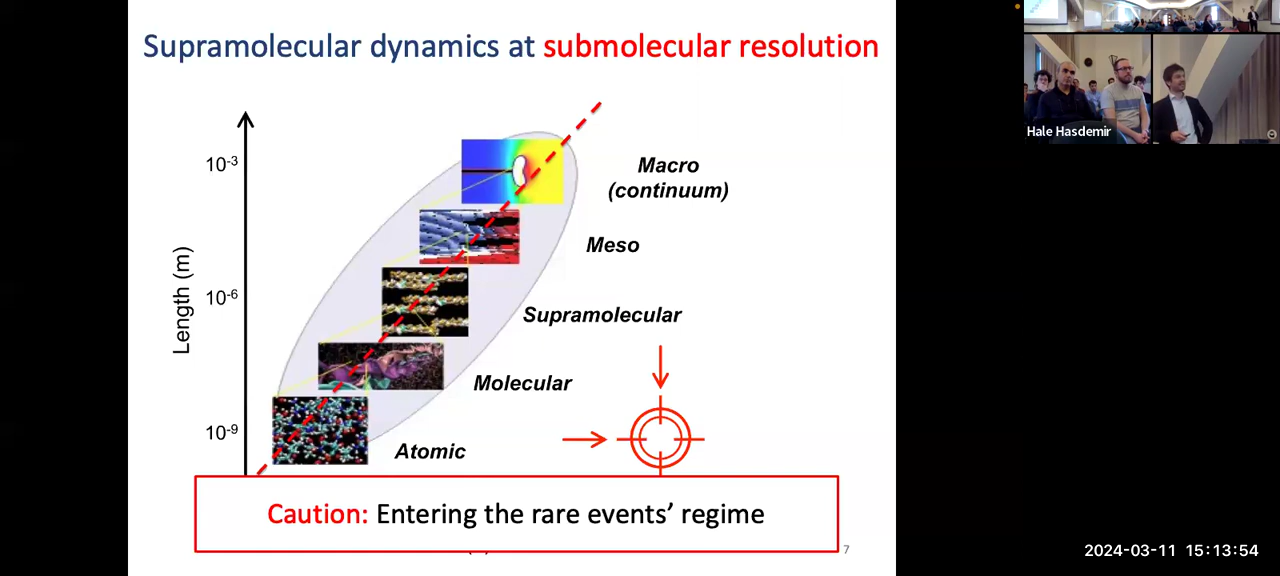 Supramolecular dynamics at submolecular resolution
Hale Hasdemir
Length (m)
10-3
10-6
10-9
Macro
(continuum)
Meso
Supramolecular
Molecular
Atomic
Caution: Entering the rare events’ regime
7
2024-03-11 15:13:54